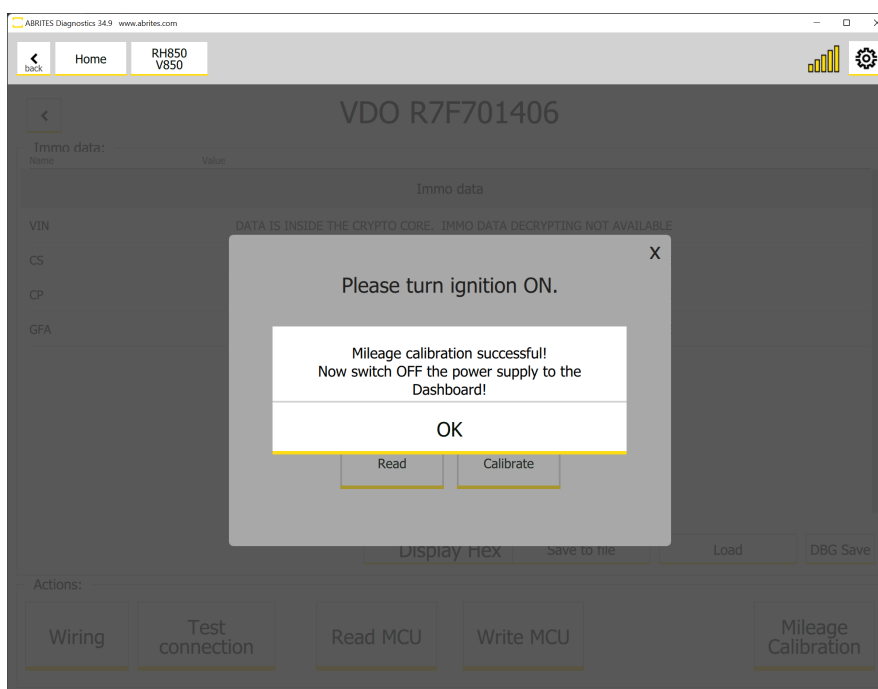 ABRITES Diagnostics 34.9 www.abrites.com
back
Home
RH850
V850
VDO R7F701406
Immo data:
Name Value
Immo data
VIN DATA IS INSIDE THE CRYPTO CORE. IMMO DATA DECRYPTING NOT AVAILABLE
CS
CP
GFA
X
Please turn ignition ON.
Mileage calibration successful!
Now switch OFF the power supply to the
Dashboard!
OK
Read Calibrate
Display Hex Save to file Load DBG Save
Actions:
Wiring
Test
connection
Read MCU
Write MCU
Mileage
Calibration